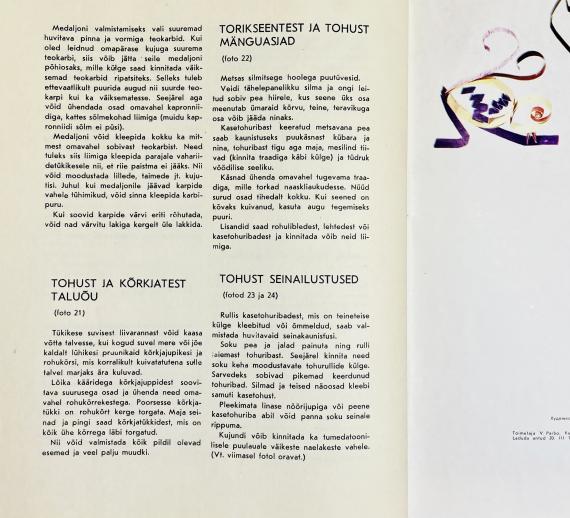 Medaljoni valmistamiseks vali suuremad
huvitava pinna ja vormiga teokarbid. Kui
oled leidnud omapärase kujuga suurema
teokarbi, siis võib jätta selle medaljoni
põhiosaks, mille külge saad kinnitada väik-
semad teokarbid ripatsiteks. Selleks tuleb
ettevaatlikult puurida augud nii suurde teo-
karpi kui ka väiksematesse. Seejärel aga
võid ühendada osad omavahel kapronnii-
diga, kattes sõlmekohad liimiga (muidu kap-
ronniidi sõlm ei püsi).
Medaljoni võid kleepida kokku ka mit-
mest omavahel sobivast teokarbist. Need
tuleks siis liimiga kleepida parajale vaharii-
detükikesele nii, et riie paistma ei jääks. Nii
võid moodustada lillede, taimede jt. kuju-
tisi. Juhul kui medaljonile jäävad karpide
vahele tühimikud, võid sinna kleepida karbi-
puru.
Kui soovid karpide värvi eriti rõhutada,
võid nad värvitu lakiga kergelt üle lakkida.
TOHUST JA KÕRKJATEST
TALUÕU
(foto 21)
Tükikese suvisest liivarannast võid kaasa
võtta talvesse, kui kogud suvel mere või jõe
kaldalt lühikesi pruunikaid kõrkjajupikesi ja
rohukõrsi, mis korralikult kuivatatutena sulle
talvel marjaks ära kuluvad.
Lõika kääridega kõrkjajuppidest soovi-
tava suurusega osad ja ühenda need oma-
vahel rohukõrrekestega. Poorsesse kõrkja-
tükki on rohukõrt kerge torgata. Maja sei-
nad ja pingi saad kõrkjatükkidest, mis on
kõik ühe kõrrega läbi torgatud.
Nii võid valmistada kõik pildil olevad
esemed ja veel palju muudki.
TORIKSEENTEST JA TOHUST
MÄNGUASJAD
(foto 22)
Metsas silmitsege hoolega puutüvesid.
Veidi tähelepanelikku silma ja ongi lei-
tud sobiv pea hiirele, kus seene üks osa
meenutab ümaraid kõrvu, teine, teravikuga
osa võib jääda ninaks.
Kasetohuribast keeratud metsavana pea
saab kaunistuseks puukäsnast kübara ja
nina, tohuribast tigu aga maja, mesilind tii-
vad (kinnita traadiga käbi külge) ja tüdruk
võõdilise seeliku.
Käsnad ühenda omavahel tugevama traa-
diga, mille torkad naaskliaukudesse. Nüüd
surud osad tihedalt kokku. Kui seened on
kõvaks kuivanud, kasuta augu tegemiseks
puuri.
Lisandid saad rohulibledest, lehtedest või
kasetohuribadest ja kinnitada võib neid lii-
miga.
TOHUST SEINAILUSTUSED
(fotod 23 ja 24)
Rullis kasetohuribadest, mis on teineteise
külge kleebitud või õmmeldud, saab val-
mistada huvitavaid seinakaunistusi.
Soku pea ja jalad painuta ning rulli
laiemast tohuribast. Seejärel kinnita need
soku keha moodustavate tohurullide külge.
Sarvedeks sobivad pikemad keerdunud
tohuribad. Silmad ja teised näoosad kleebi
samuti kasetohust.
Pleekimata linase nöörijupiga või peene
kasetohuriba abil võid panna soku seinale
rippuma.
Kujundi võib kinnitada ka tumedatooni-
lisele puulauale väikeste naelakeste vahele.
(Vt. viimasel fotol oravat.)
Toimetaja V. Parbo.